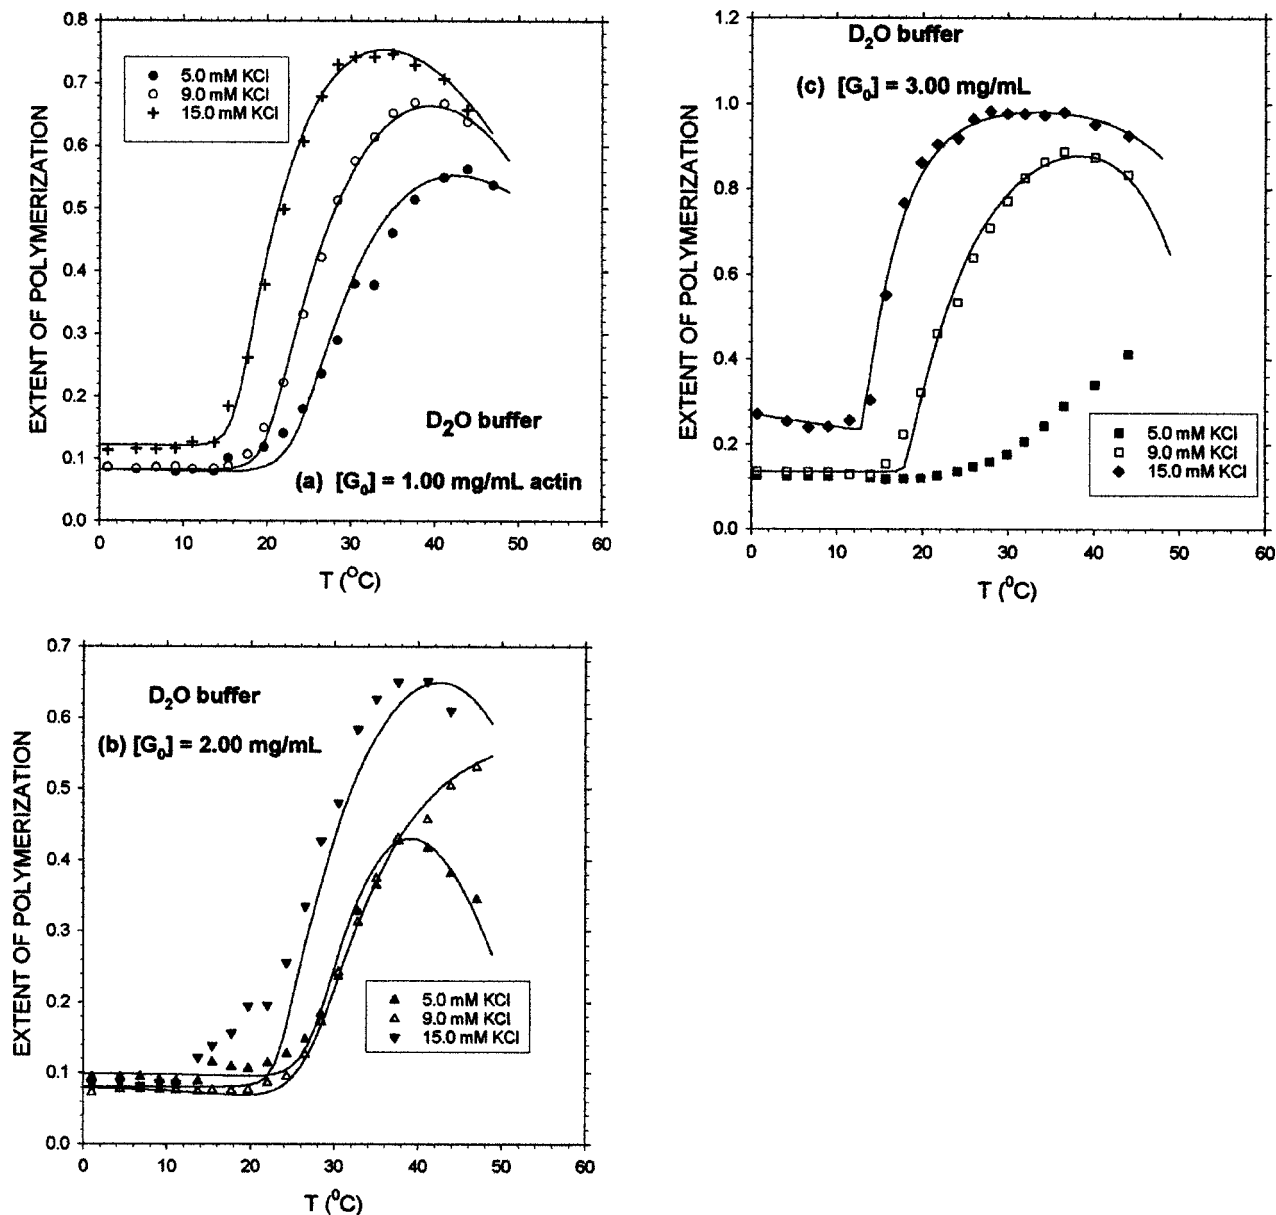 0.8
0.7
0.6
0.5
0.4
0.3
0.2
0.1
0.0
EXTENT OF POLYMERIZATION
5.0 mM KCl
9.0 mM KCl
15.0 mM KCl
D₂O buffer
(a) [G₀] = 1.00 mg/mL actin
0 10 20 30 40 50 60
T (⁰C)
1.2
1.0
0.8
0.6
0.4
0.2
0.0
EXTENT OF POLYMERIZATION
D₂O buffer
(c) [G₀] = 3.00 mg/mL
5.0 mM KCl
9.0 mM KCl
15.0 mM KCl
0 10 20 30 40 50 60
T (⁰C)
0.7
0.6
0.5
0.4
0.3
0.2
0.1
0.0
EXTENT OF POLYMERIZATION
D₂O buffer
(b) [G₀] = 2.00 mg/mL
5.0 mM KCl
9.0 mM KCl
15.0 mM KCl
0 10 20 30 40 50 60
T (⁰C)